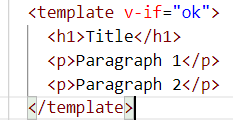 <template v-if="ok">
  <h1>Title</h1>
  <p>Paragraph 1</p>
  <p>Paragraph 2</p>
</template>